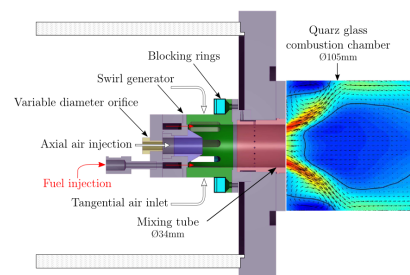 Quarz glass
combustion chamber
Ø105mm
Blocking rings
Swirl generator
Variable diameter orifice
Axial air injection
Fuel injection
Tangential air inlet
Mixing tube
Ø34mm